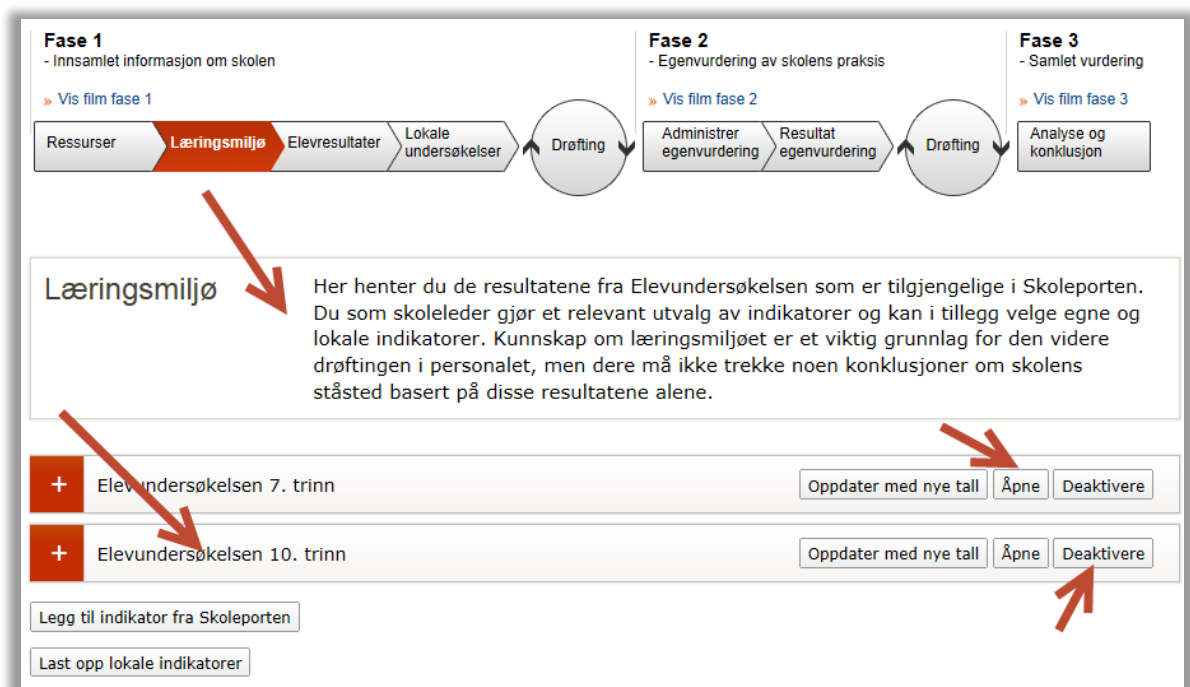 Fase 1
- Innsamlet informasjon om skolen
» Vis film fase 1
Fase 2
- Egenvurdering av skolens praksis
» Vis film fase 2
Fase 3
- Samlet vurdering
» Vis film fase 3
Ressurser
Læringsmiljø
Elevresultater
Lokale
undersøkelser
Drøfting
Administrer
egenvurdering
Resultat
egenvurdering
Drøfting
Analyse og
konklusjon
Læringsmiljø
Her henter du de resultatene fra Elevundersøkelsen som er tilgjengelige i Skoleporten.
Du som skoleleder gjør et relevant utvalg av indikatorer og kan i tillegg velge egne og
lokale indikatorer. Kunnskap om læringsmiljøet er et viktig grunnlag for den videre
drøftingen i personalet, men dere må ikke trekke noen konklusjoner om skolens
ståsted basert på disse resultatene alene.
+ Elevundersøkelsen 7. trinn Oppdater med nye tall Åpne Deaktivere
+ Elevundersøkelsen 10. trinn Oppdater med nye tall Åpne Deaktivere
Legg til indikator fra Skoleporten
Last opp lokale indikatorer